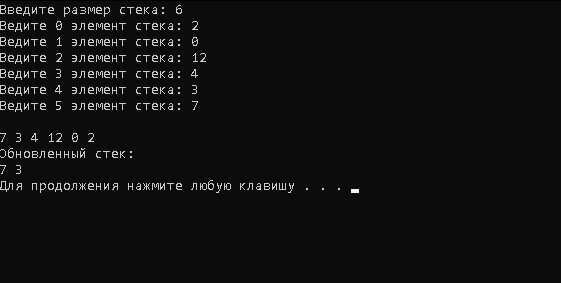 Введите размер стека: 6
Ведите 0 элемент стека: 2
Ведите 1 элемент стека: 0
Ведите 2 элемент стека: 12
Ведите 3 элемент стека: 4
Ведите 4 элемент стека: 3
Ведите 5 элемент стека: 7
7 3 4 12 0 2
Обновленный стек:
7 3
Для продолжения нажмите любую клавишу . . .